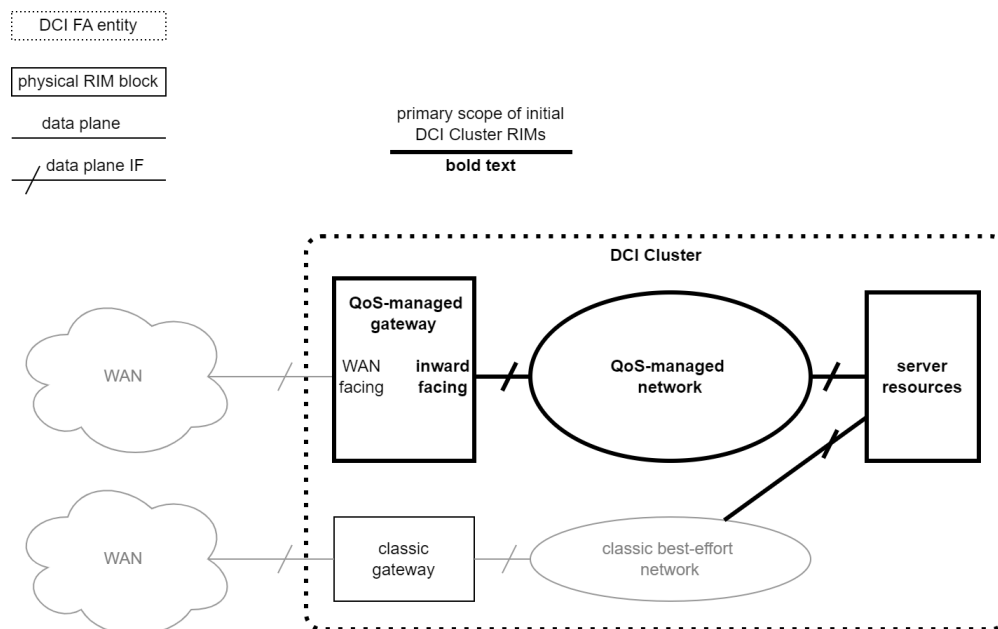 DCI FA entity
physical RIM block
data plane
data plane IF
primary scope of initial
DCI Cluster RIMs
bold text
DCI Cluster
QoS-managed
gateway
WAN
facing
inward
facing
WAN
QoS-managed
network
server
resources
WAN
classic
gateway
classic best-effort
network